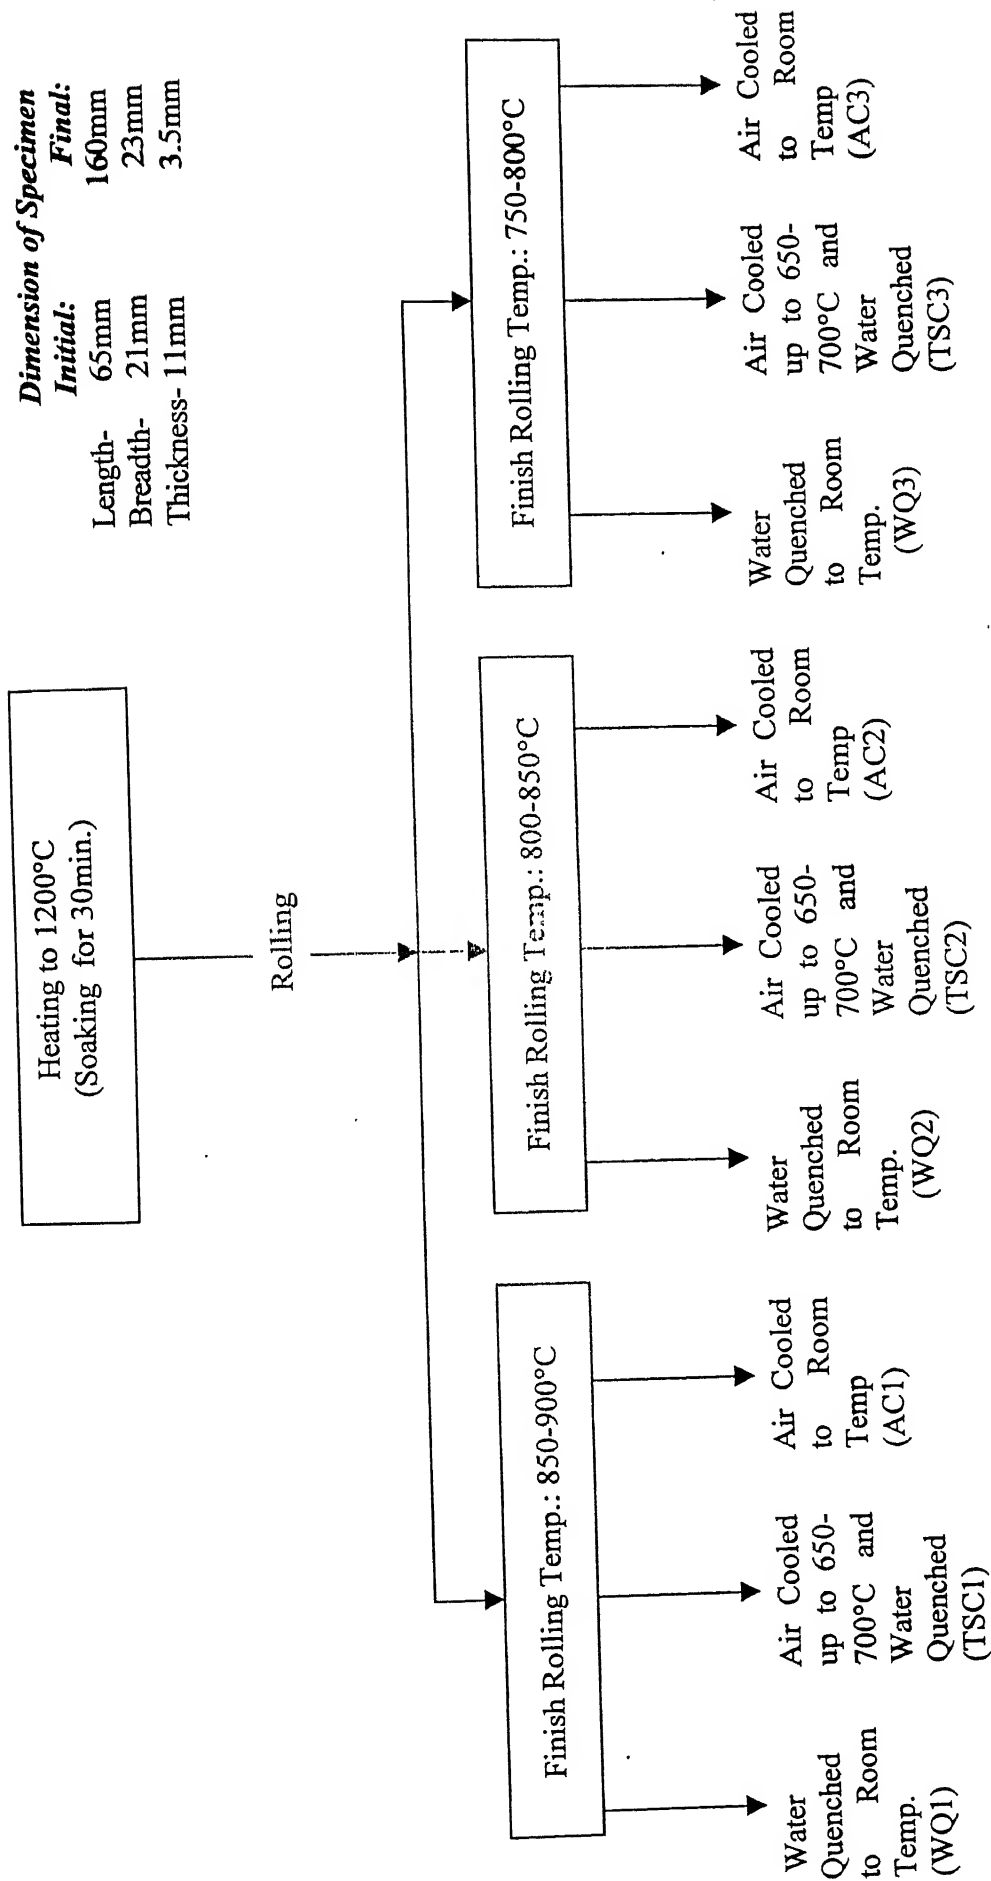 Dimension of Specimen
Initial: Final:
Length- 65mm 160mm
Breadth- 21mm 23mm
Thickness- 11mm 3.5mm
Heating to 1200°C
(Soaking for 30min.)
Rolling
Finish Rolling Temp.: 850-900°C
Finish Rolling Temp.: 800-850°C
Finish Rolling Temp.: 750-800°C
Water
Quenched
to Room
Temp.
(WQ1)
Air Cooled
up to 650-
700°C and
Water
Quenched
(TSC1)
Air Cooled
to Room
Temp
(AC1)
Water
Quenched
to Room
Temp.
(WQ2)
Air Cooled
up to 650-
700°C and
Water
Quenched
(TSC2)
Air Cooled
to Room
Temp
(AC2)
Water
Quenched
to Room
Temp.
(WQ3)
Air Cooled
up to 650-
700°C and
Water
Quenched
(TSC3)
Air Cooled
to Room
Temp
(AC3)